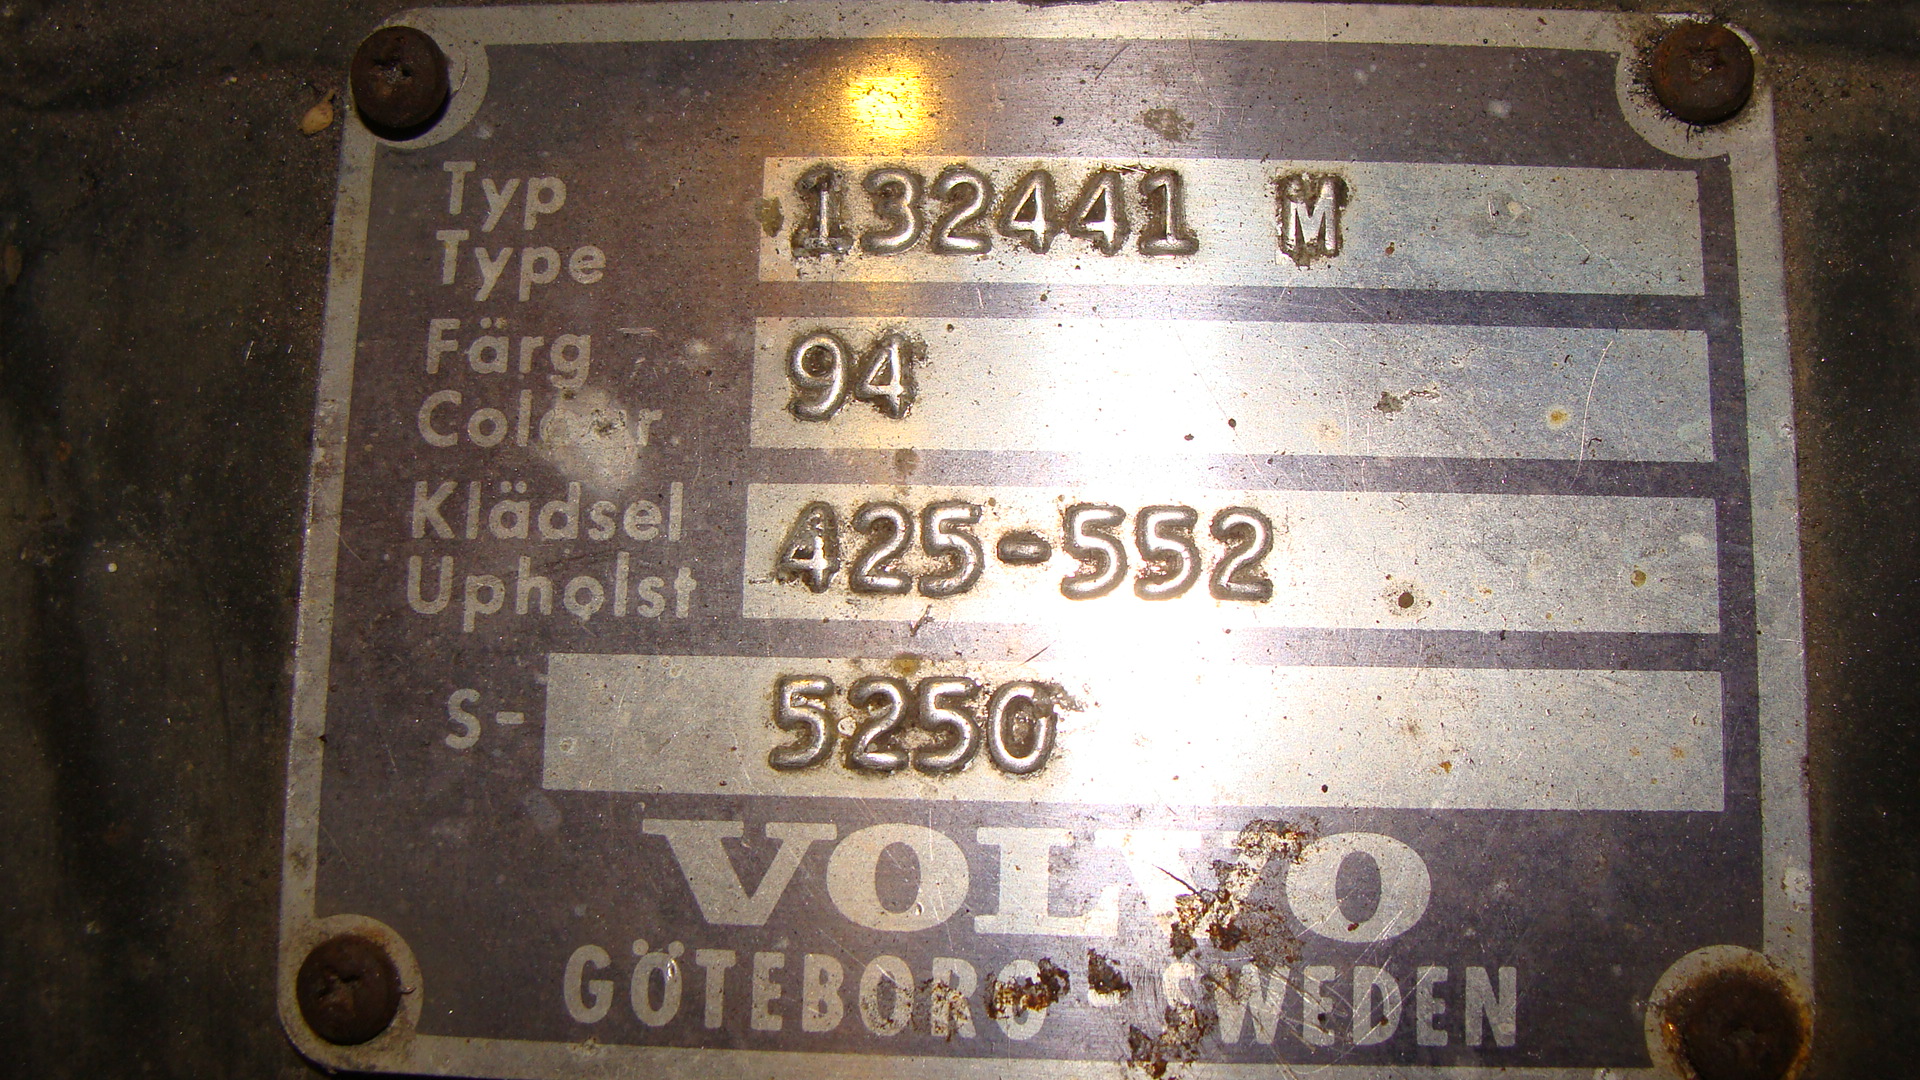 Typ 132441 M
Type
Färg 94
Colour
Klädsel 425-552
Upholst
S- 5250
VOLVO
GÖTEBORG - SWEDEN